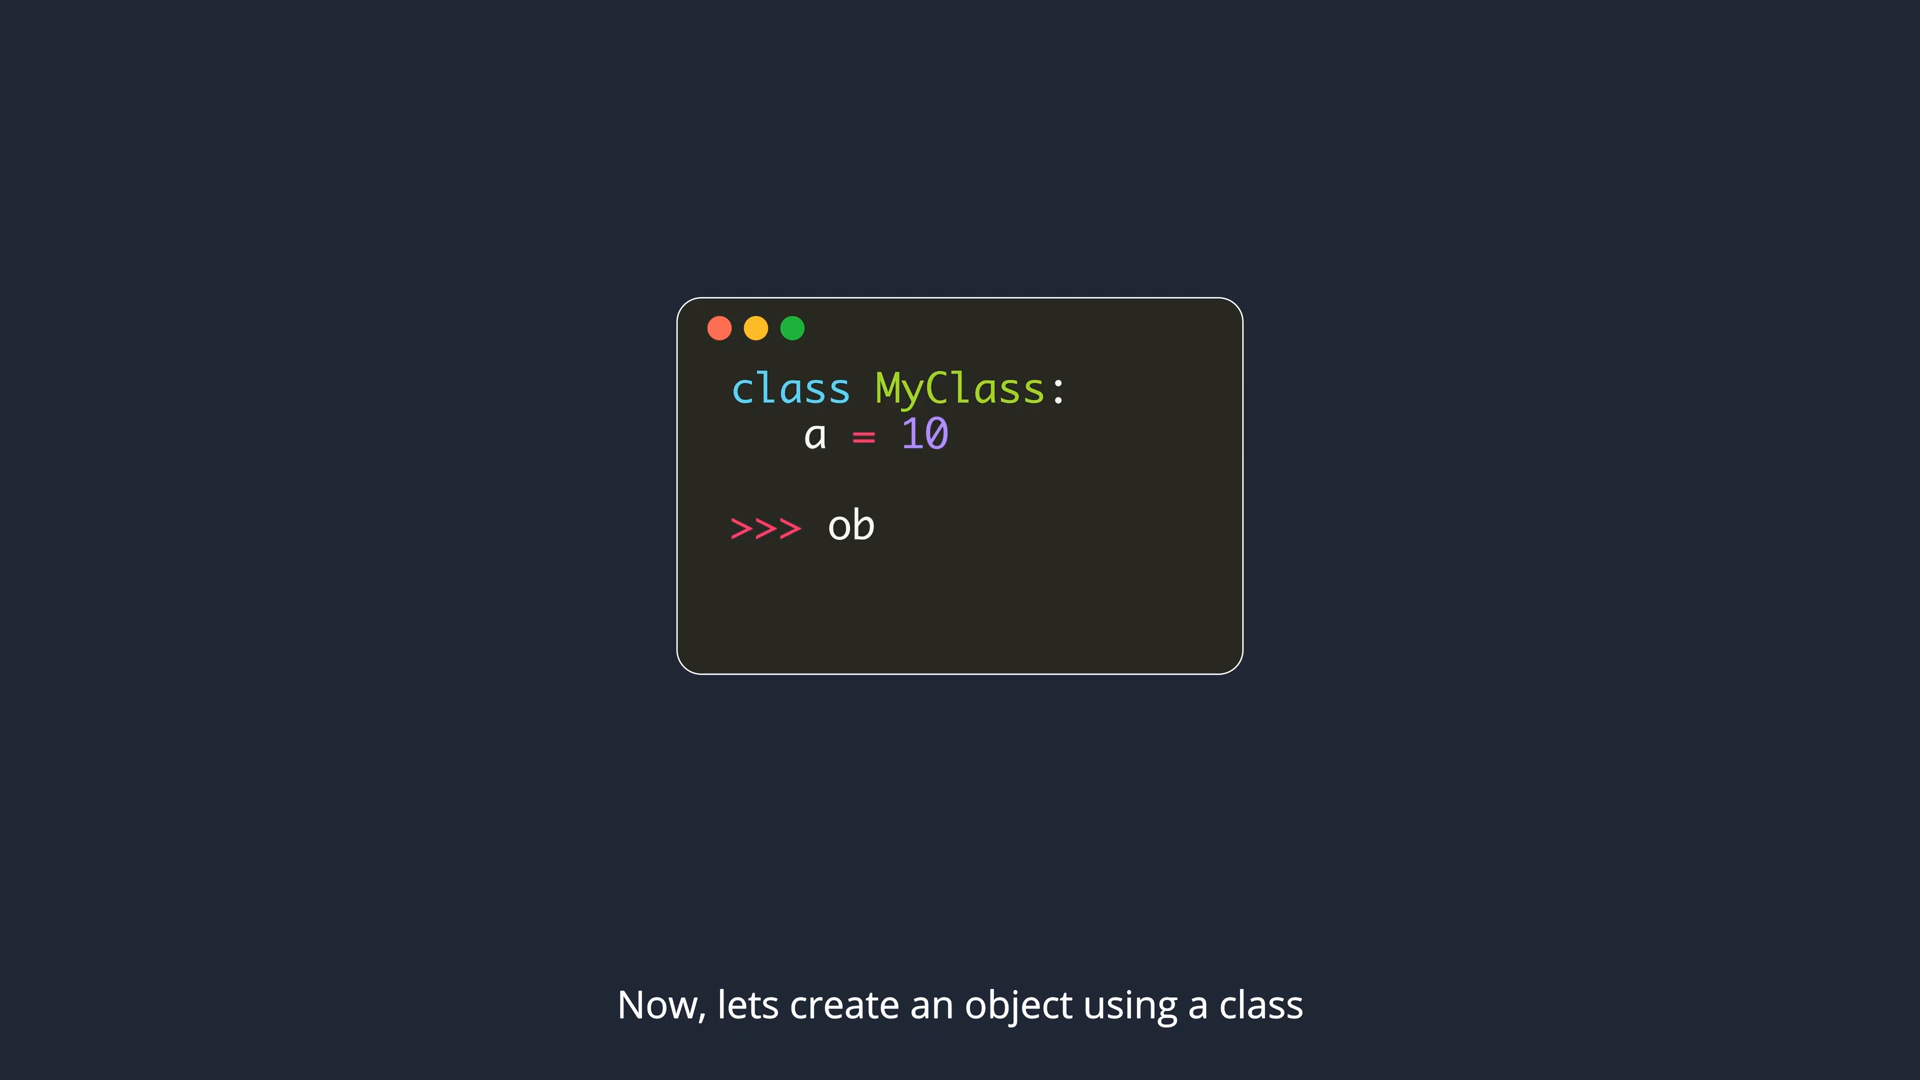 class MyClass:
   a = 10
>>> ob
Now, lets create an object using a class